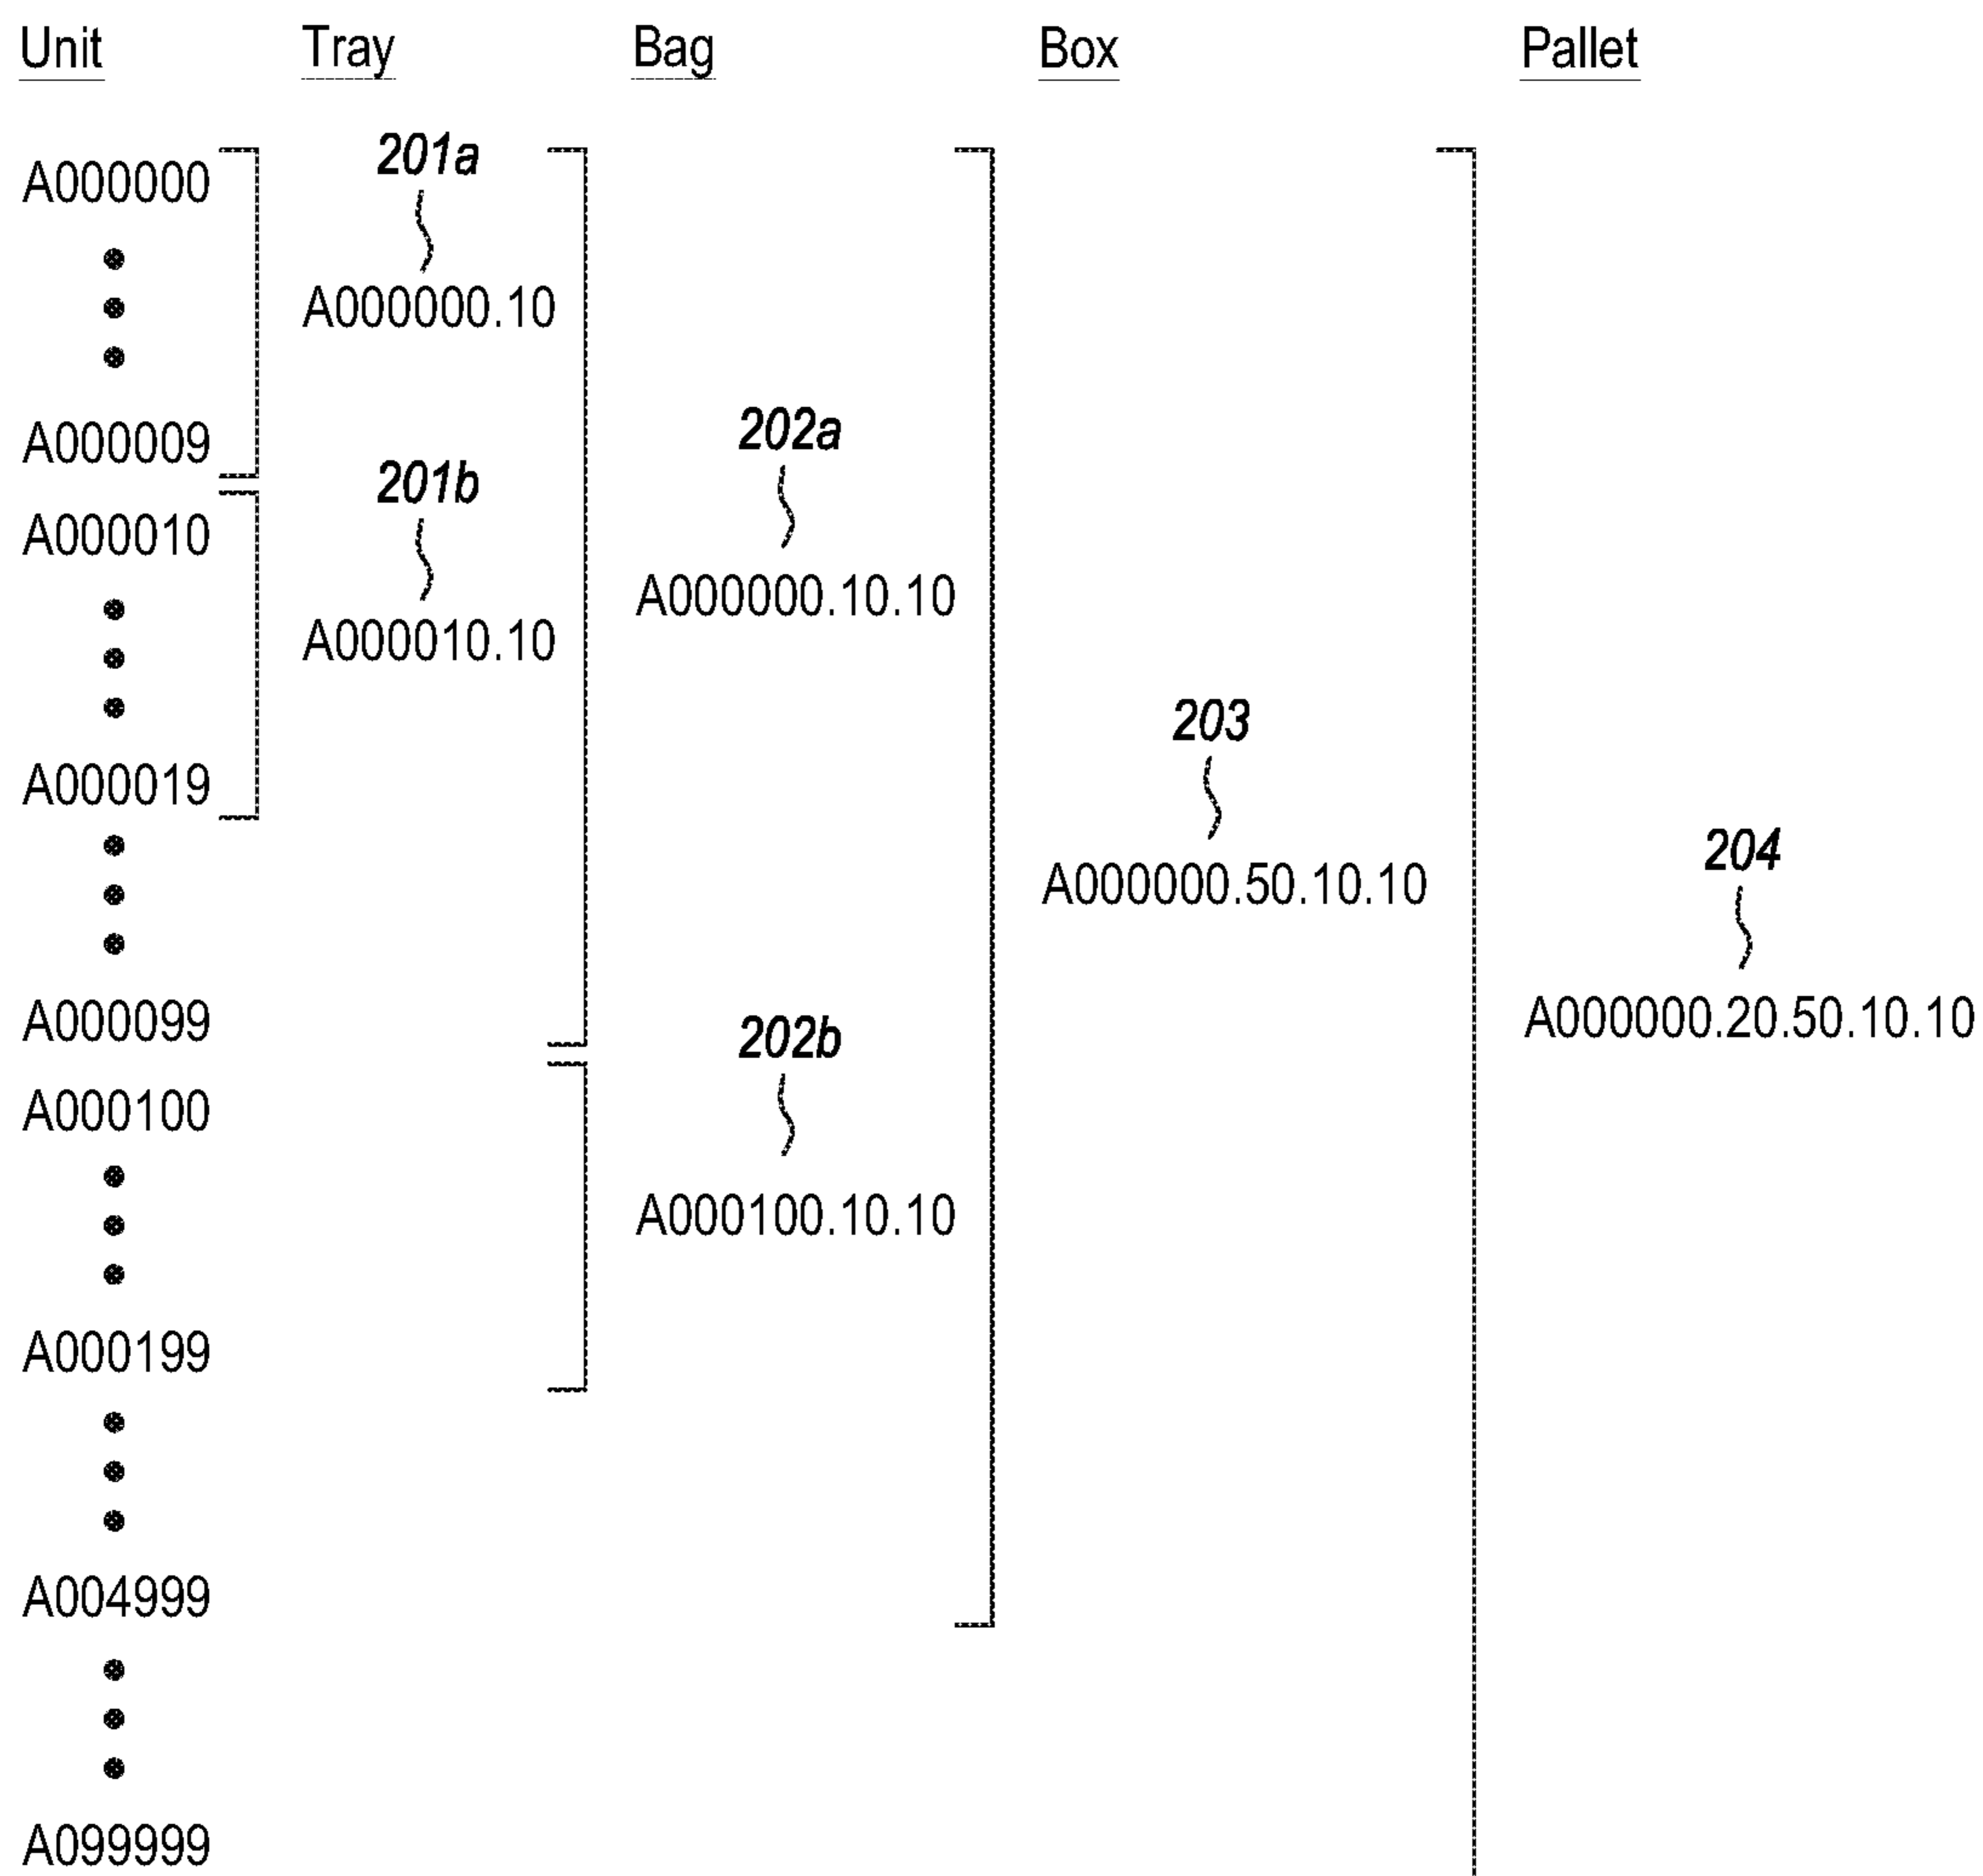 Unit Tray Bag Box Pallet
201a
A000000
A000000.10
202a
A000009
201b
A000010
A000000.10.10
A000010.10
203
A000019
204
A000000.50.10.10
A000000.20.50.10.10
A000099
202b
A000100
A000100.10.10
A000199
A004999
A099999